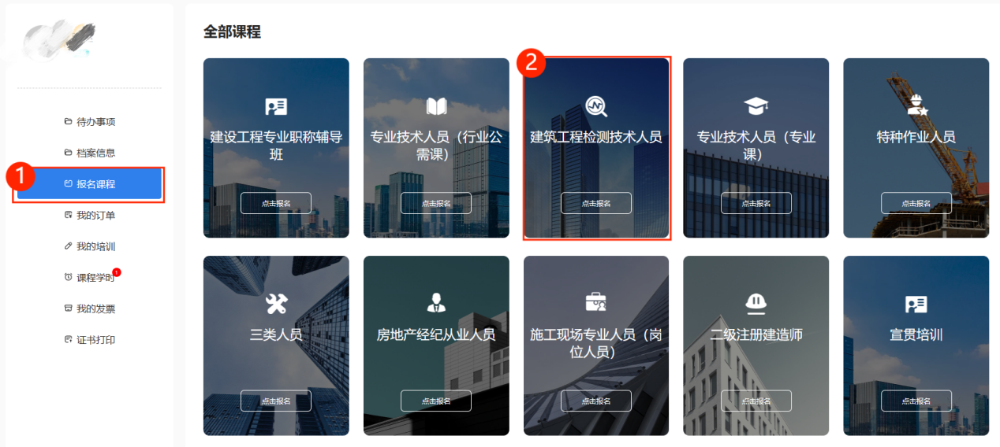 全部课程
待办事项
档案信息
1
报名课程
我的订单
我的培训
课程学时
1
我的发票
证书打印
建设工程专业职称辅导
班
点击报名
专业技术人员（行业公
需课）
点击报名
2
建筑工程检测技术人员
点击报名
专业技术人员（专业
课）
点击报名
特种作业人员
点击报名
三类人员
点击报名
房地产经纪从业人员
点击报名
施工现场专业人员（岗
位人员）
点击报名
二级注册建造师
点击报名
宣贯培训
点击报名